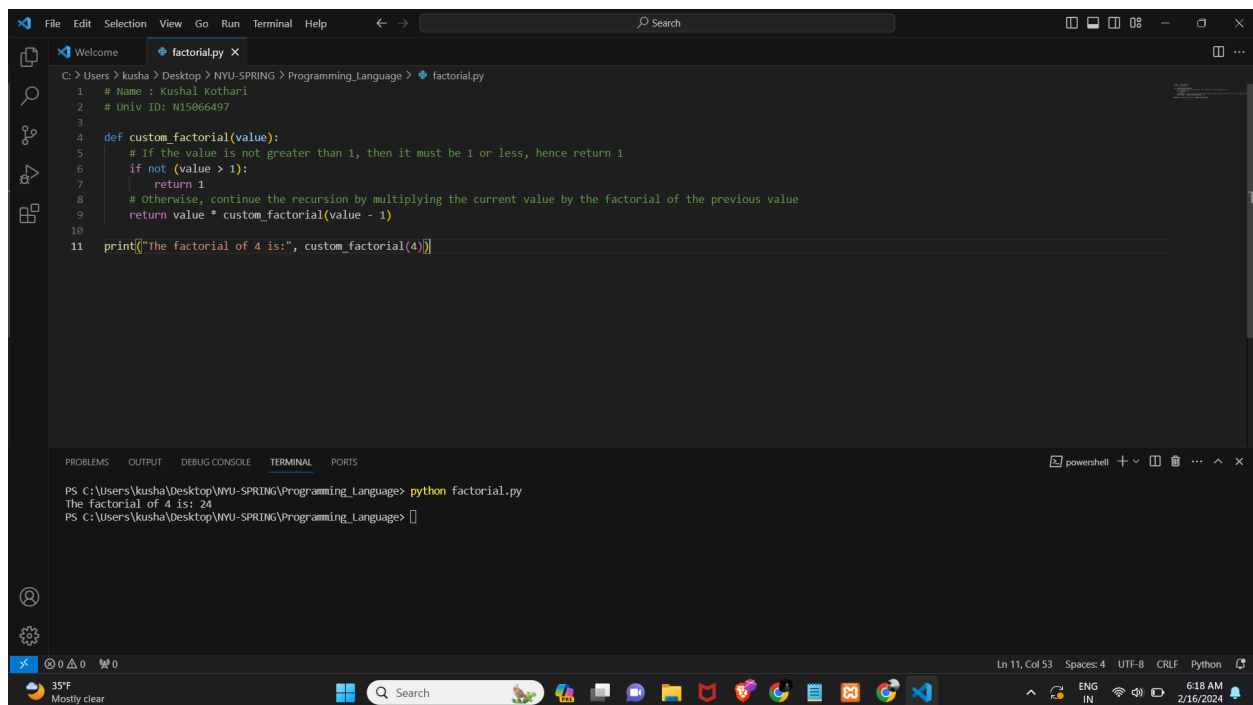 File Edit Selection View Go Run Terminal Help
Search
Welcome
factorial.py
C: > Users > kusha > Desktop > NYU-SPRING > Programming_Language > factorial.py
1 # Name : Kushal Kothari
2 # Univ ID: N15066497
3
4 def custom_factorial(value):
5 # If the value is not greater than 1, then it must be 1 or less, hence return 1
6 if not (value > 1):
7 return 1
8 # Otherwise, continue the recursion by multiplying the current value by the factorial of the previous value
9 return value * custom_factorial(value - 1)
10
11 print("The factorial of 4 is:", custom_factorial(4))
PROBLEMS OUTPUT DEBUG CONSOLE TERMINAL PORTS
powershell
PS C:\Users\kusha\Desktop\NYU-SPRING\Programming_Language> python factorial.py
The factorial of 4 is: 24
PS C:\Users\kusha\Desktop\NYU-SPRING\Programming_Language>
0 0 0
Ln 11, Col 53 Spaces: 4 UTF-8 CRLF Python
35°F
Mostly clear
Search
PRE
ENG
IN
6:18 AM
2/16/2024